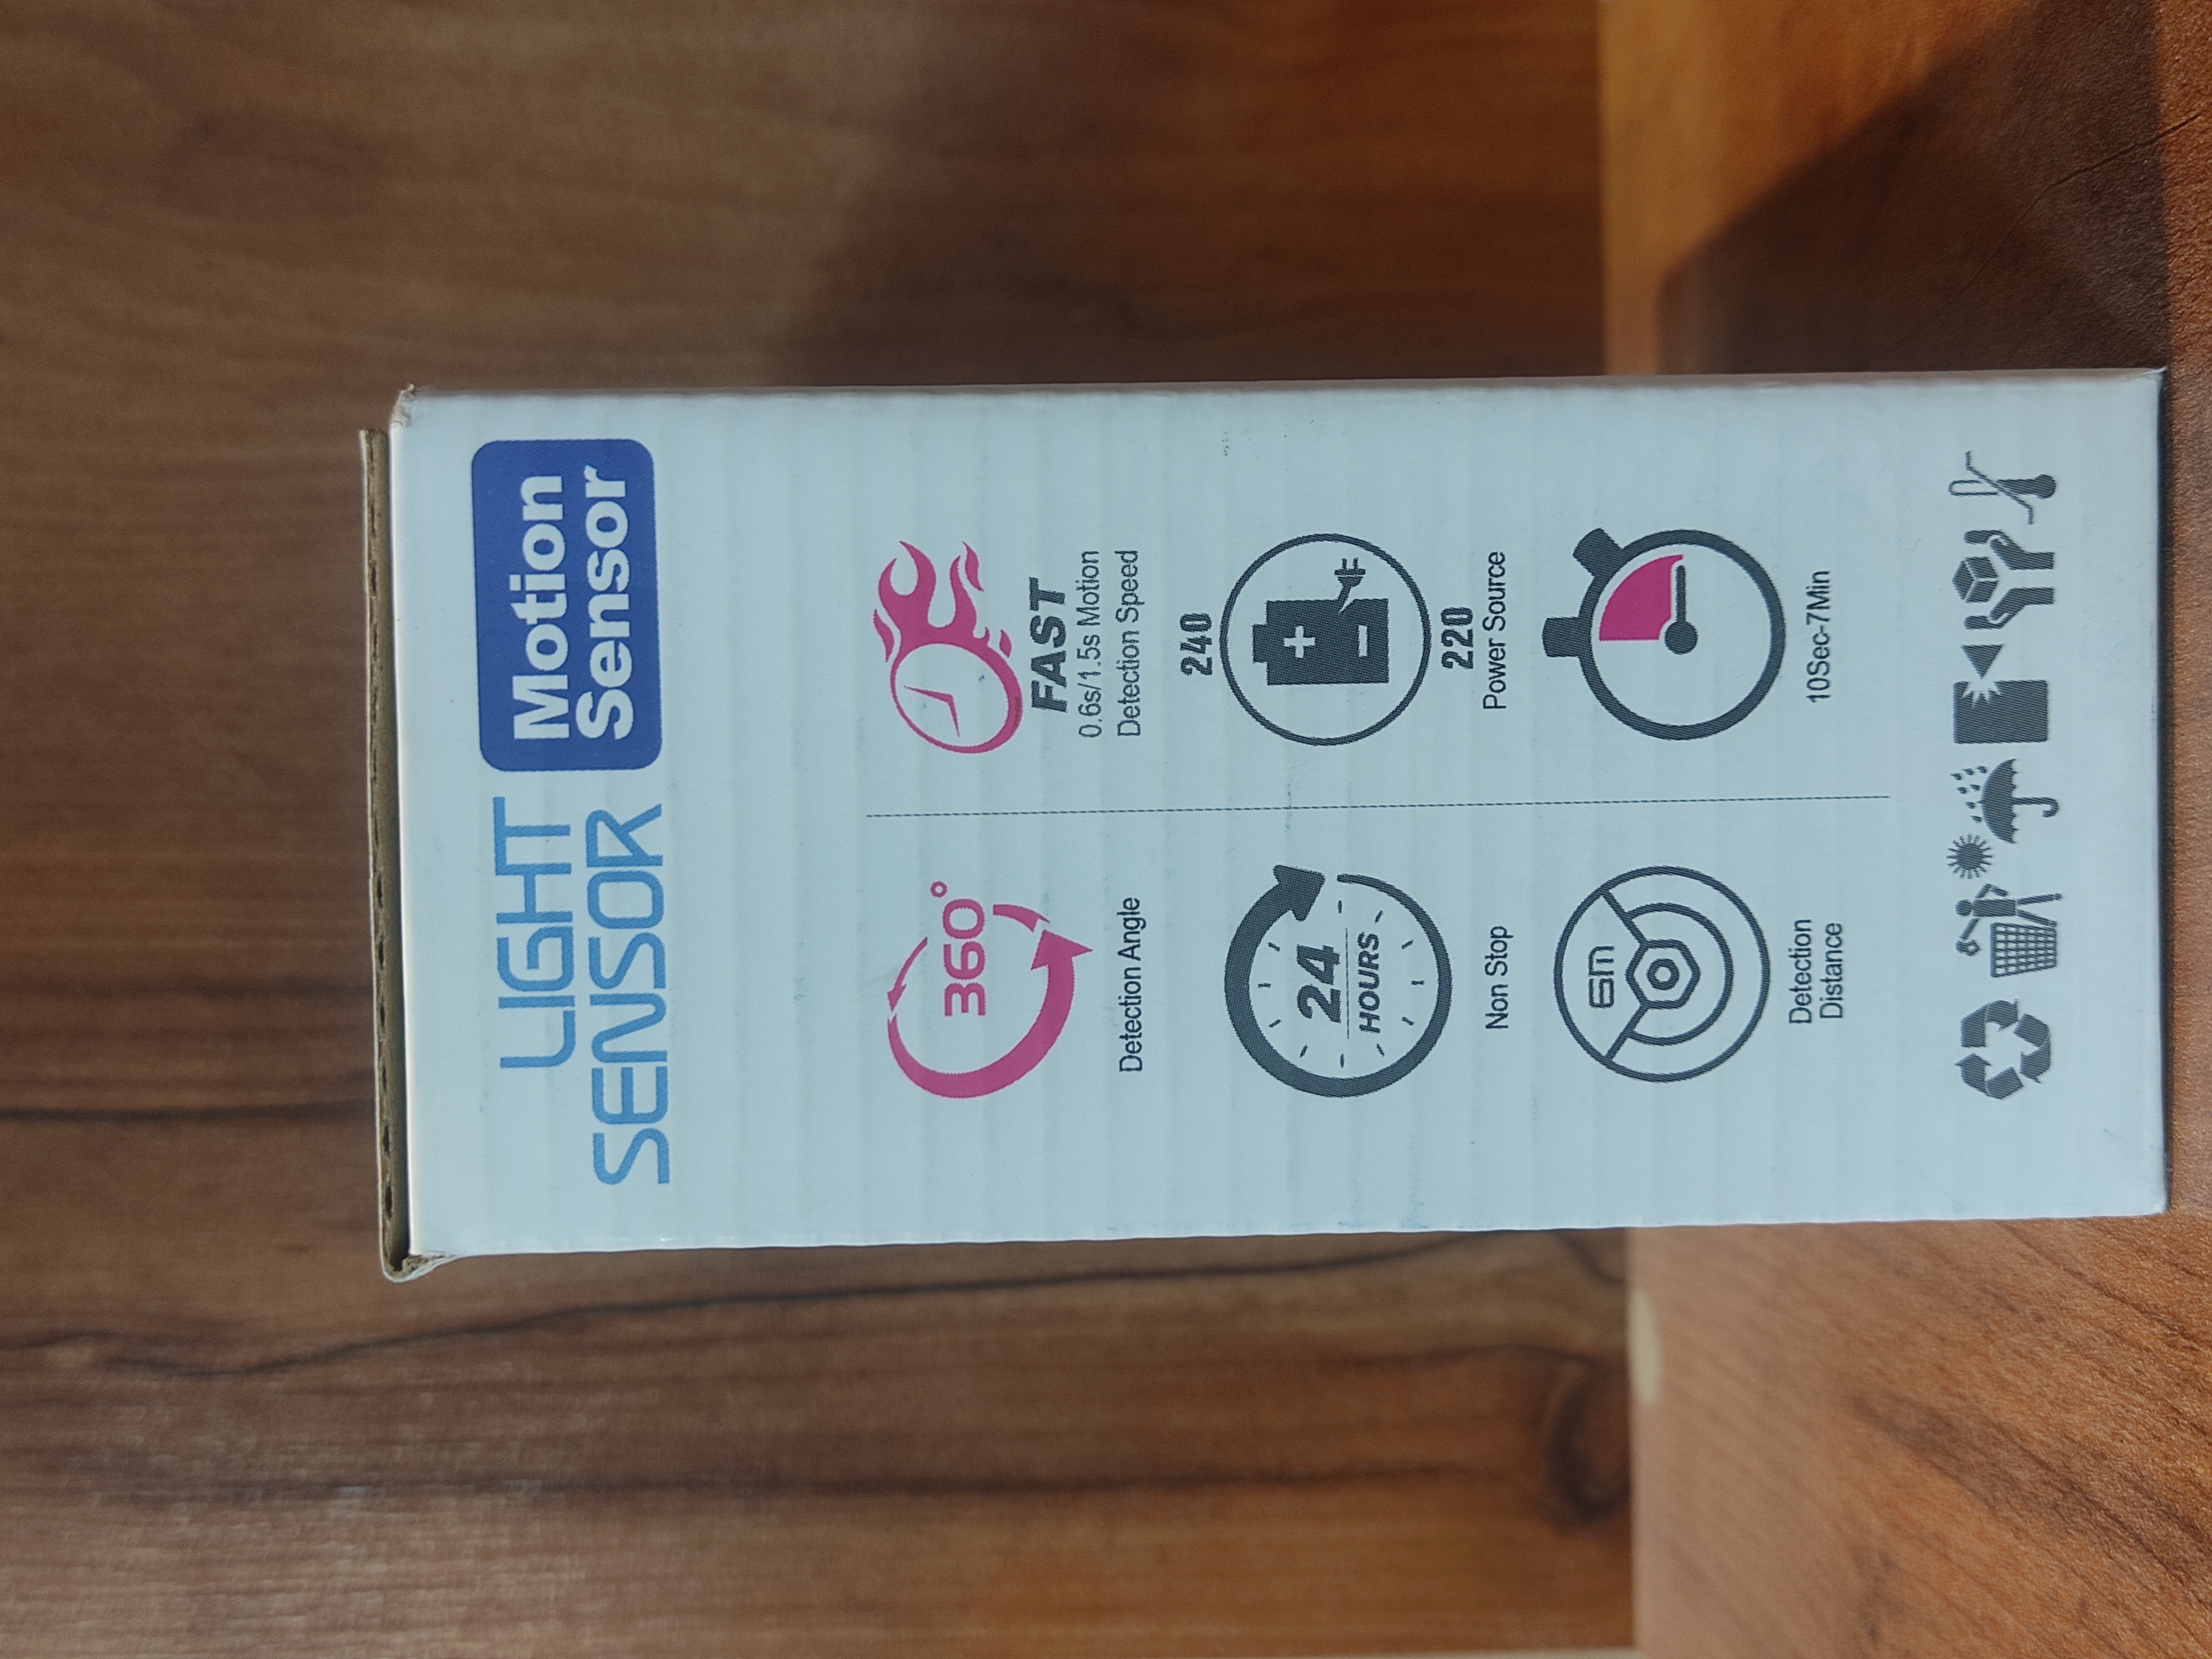 LIGHT
SENSOR
Motion
Sensor
360°
Detection Angle
FAST
0.6s/1.5s Motion
Detection Speed
24
HOURS
Non Stop
240
220
Power Source
6M
Detection
Distance
10Sec-7Min